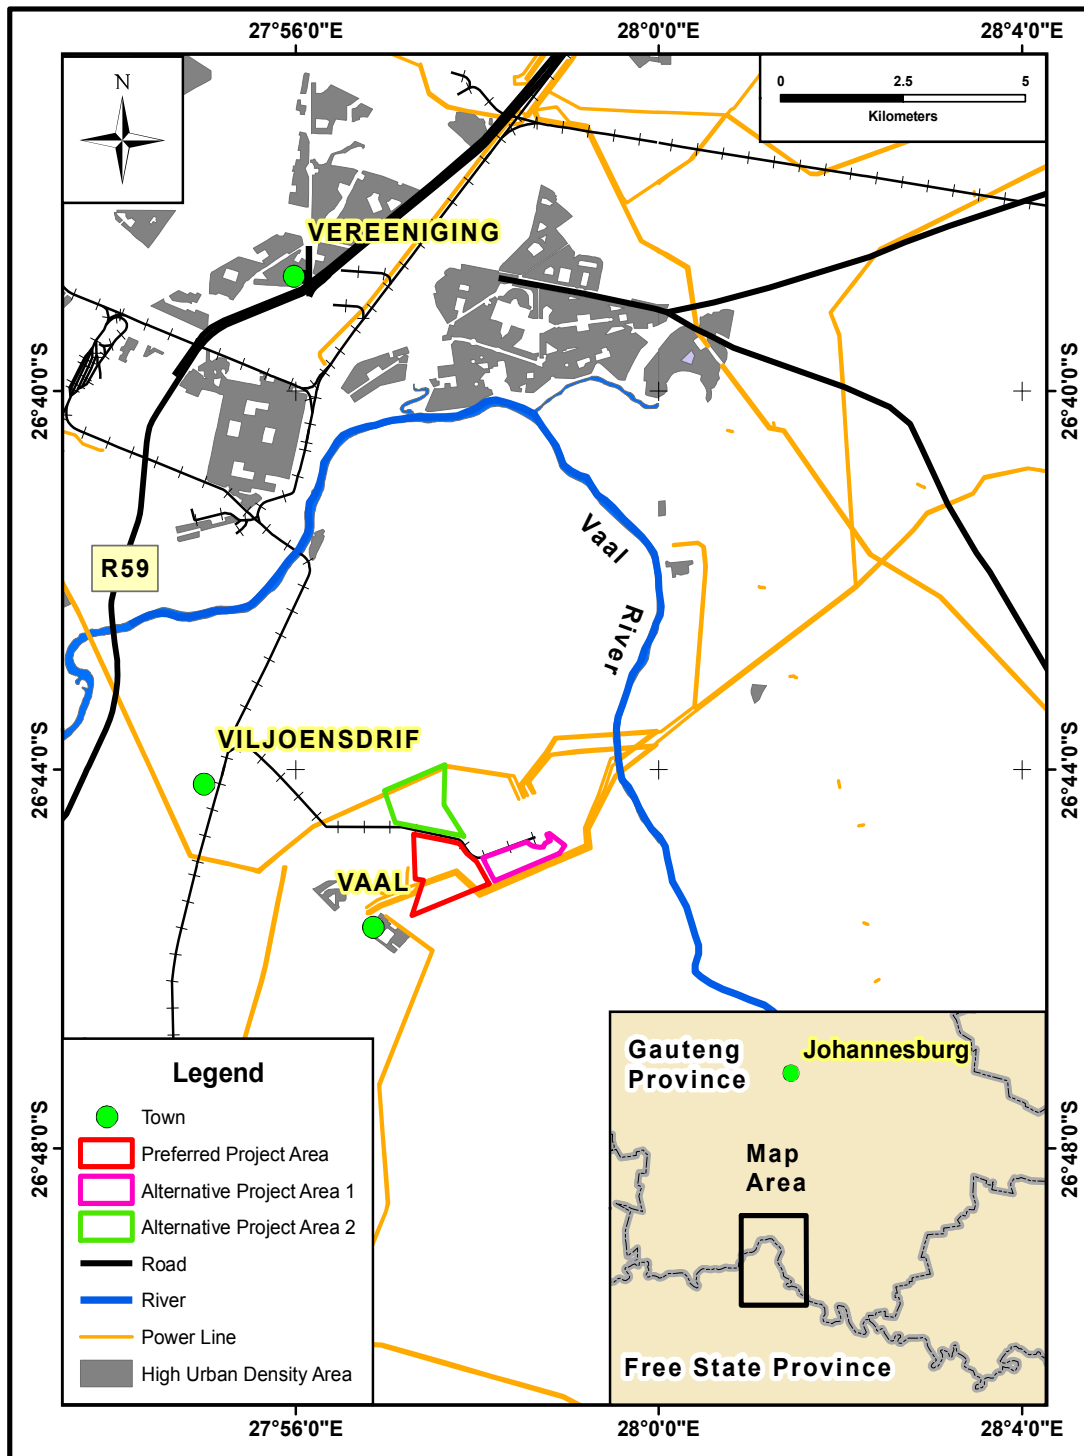 27°56'0"E
28°0'0"E
28°4'0"E
N
0
2.5
5
Kilometers
VEREENIGING
26°40'0"S
26°40'0"S
Vaal
River
R59
VILJOENSDRIF
26°44'0"S
26°44'0"S
VAAL
Legend
Town
Preferred Project Area
Alternative Project Area 1
Alternative Project Area 2
Road
River
Power Line
High Urban Density Area
Gauteng
Province
Johannesburg
Map
Area
Free State Province
26°48'0"S
26°48'0"S
27°56'0"E
28°0'0"E
28°4'0"E